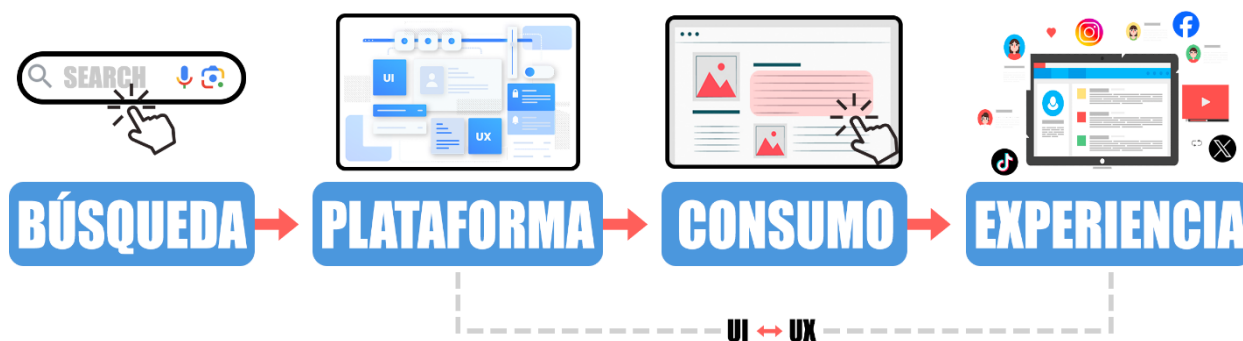 SEARCH
UI
UX
BÚSQUEDA
PLATAFORMA
CONSUMO
EXPERIENCIA
UI
UX